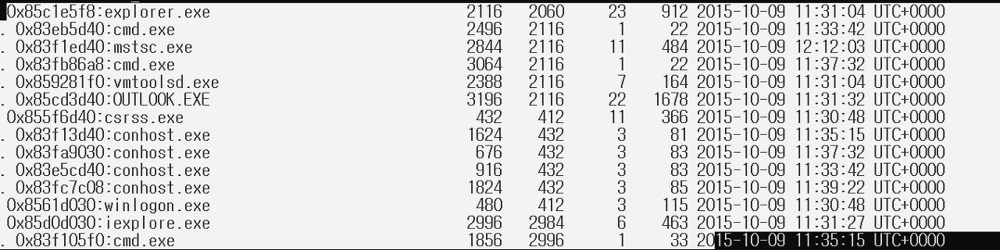 0x85c1e5f8:explorer.exe 2116 2060 23 912 2015-10-09 11:31:04 UTC+0000
. 0x83eb5d40:cmd.exe 2496 2116 1 22 2015-10-09 11:33:42 UTC+0000
. 0x83f1ed40:mstsc.exe 2844 2116 11 484 2015-10-09 12:12:03 UTC+0000
. 0x83fb86a8:cmd.exe 3064 2116 1 22 2015-10-09 11:37:32 UTC+0000
. 0x859281f0:vmtoolsd.exe 2388 2116 7 164 2015-10-09 11:31:04 UTC+0000
. 0x85cd3d40:OUTLOOK.EXE 3196 2116 22 1678 2015-10-09 11:31:32 UTC+0000
0x855f6d40:csrss.exe 432 412 11 366 2015-10-09 11:30:48 UTC+0000
. 0x83f13d40:conhost.exe 1624 432 3 81 2015-10-09 11:35:15 UTC+0000
. 0x83fa9030:conhost.exe 676 432 3 83 2015-10-09 11:37:32 UTC+0000
. 0x83e5cd40:conhost.exe 916 432 3 83 2015-10-09 11:33:42 UTC+0000
. 0x83fc7c08:conhost.exe 1824 432 3 85 2015-10-09 11:39:22 UTC+0000
0x8561d030:winlogon.exe 480 412 3 115 2015-10-09 11:30:48 UTC+0000
0x85d0d030:iexplore.exe 2996 2984 6 463 2015-10-09 11:31:27 UTC+0000
. 0x83f105f0:cmd.exe 1856 2996 1 33 2015-10-09 11:35:15 UTC+0000